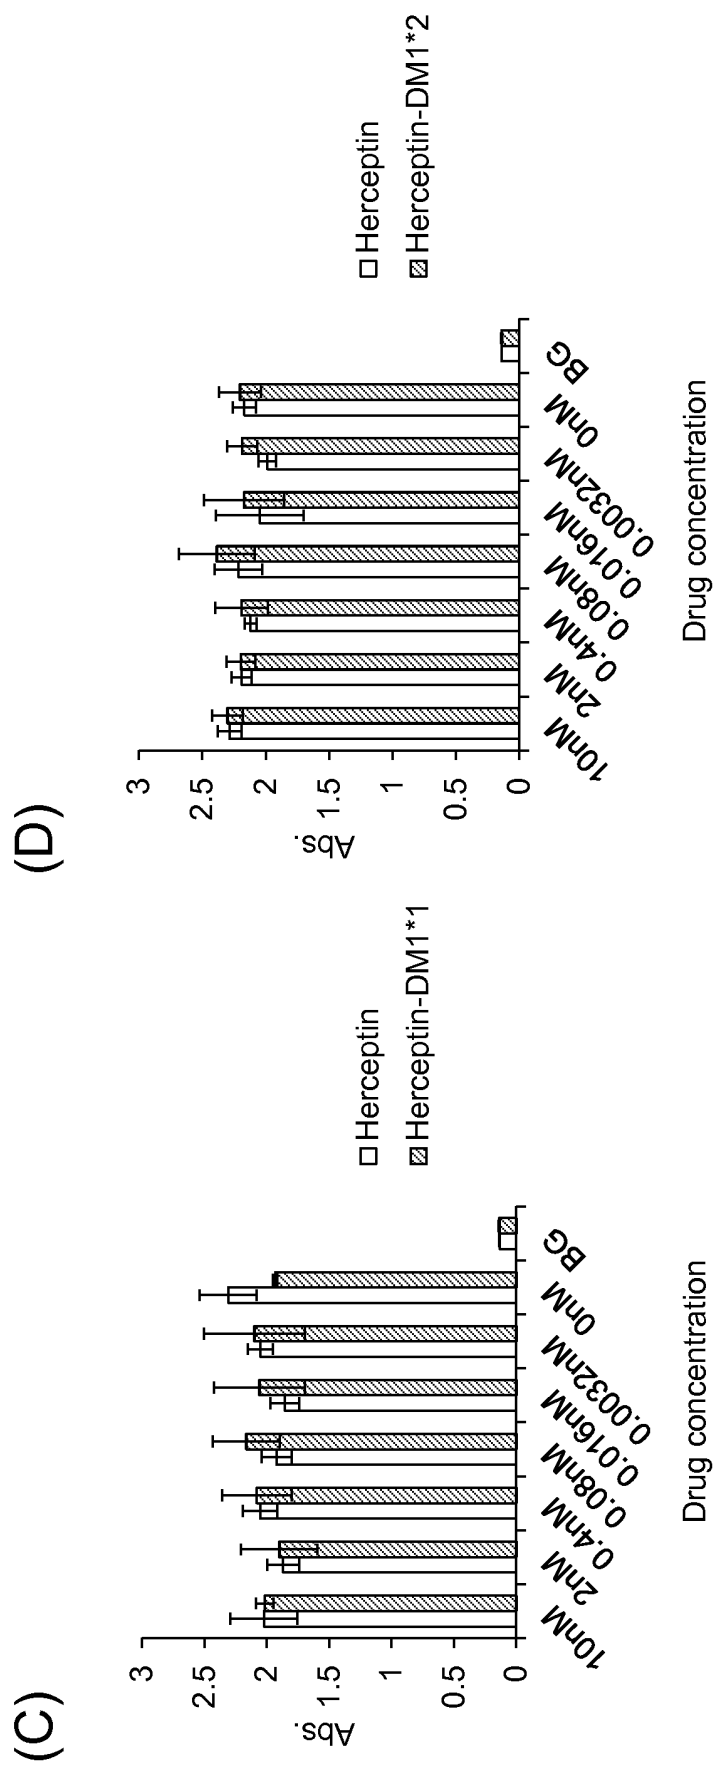 (C)
Abs.
3
2.5
2
1.5
1
0.5
0
10nM
2nM
0.4nM
0.08nM
0.016nM
0.0032nM
0nM
BG
Drug concentration
Herceptin
Herceptin-DM1*1
(D)
Abs.
3
2.5
2
1.5
1
0.5
0
10nM
2nM
0.4nM
0.08nM
0.016nM
0.0032nM
0nM
BG
Drug concentration
Herceptin
Herceptin-DM1*2